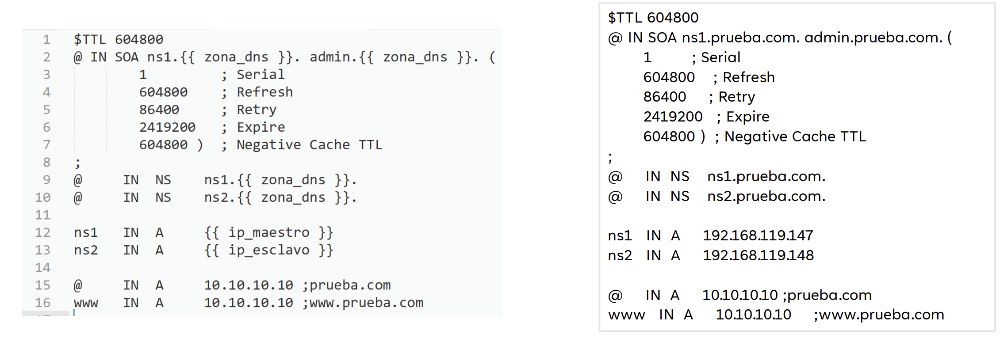 1 $TTL 604800
2 @ IN SOA ns1.{{ zona_dns }}. admin.{{ zona_dns }}. (
3 1 ; Serial
4 604800 ; Refresh
5 86400 ; Retry
6 2419200 ; Expire
7 604800 ) ; Negative Cache TTL
8 ;
9 @ IN NS ns1.{{ zona_dns }}.
10 @ IN NS ns2.{{ zona_dns }}.
11
12 ns1 IN A {{ ip_maestro }}
13 ns2 IN A {{ ip_esclavo }}
14
15 @ IN A 10.10.10.10 ;prueba.com
16 www IN A 10.10.10.10 ;www.prueba.com
$TTL 604800
@ IN SOA ns1.prueba.com. admin.prueba.com. (
1 ; Serial
604800 ; Refresh
86400 ; Retry
2419200 ; Expire
604800 ) ; Negative Cache TTL
;
@ IN NS ns1.prueba.com.
@ IN NS ns2.prueba.com.
ns1 IN A 192.168.119.147
ns2 IN A 192.168.119.148
@ IN A 10.10.10.10 ;prueba.com
www IN A 10.10.10.10 ;www.prueba.com